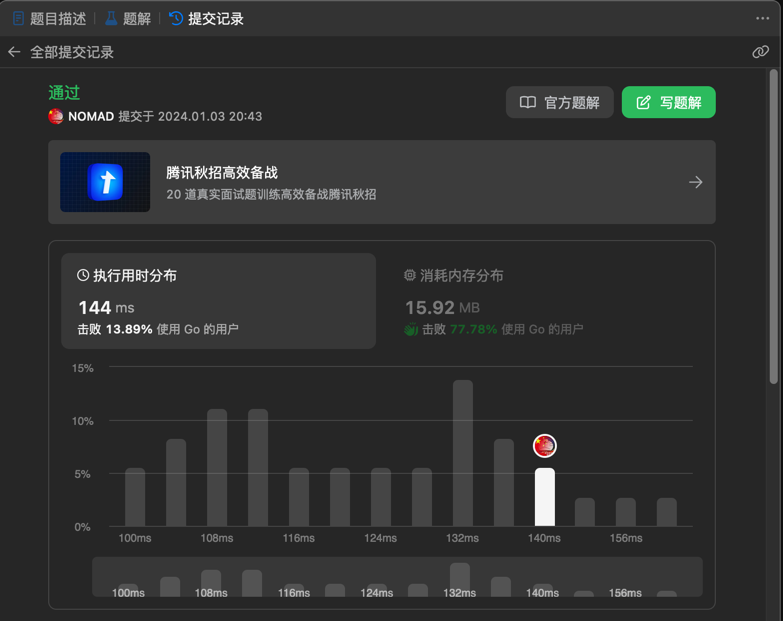 题目描述 题解 提交记录
全部提交记录
通过
NOMAD 提交于 2024.01.03 20:43
官方题解
写题解
腾讯秋招高效备战
20 道真实面试题训练高效备战腾讯秋招
执行用时分布
144 ms
击败 13.89% 使用 Go 的用户
消耗内存分布
15.92 MB
击败 77.78% 使用 Go 的用户
15%
10%
5%
0%
100ms 108ms 116ms 124ms 132ms 140ms 156ms
100ms 108ms 116ms 124ms 132ms 140ms 156ms